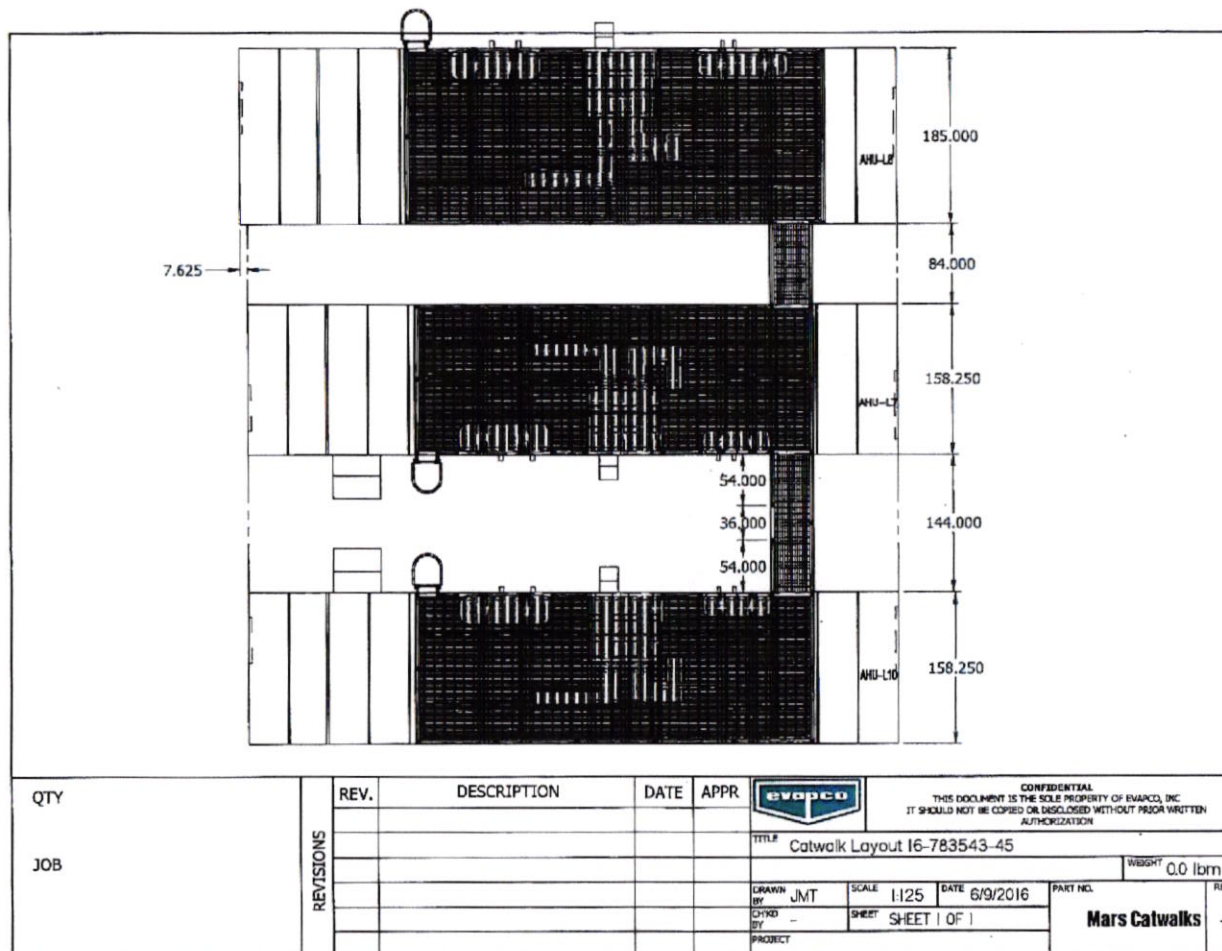 185.000
AHU-L8
84.000
7.625
158.250
AHU-L7
54.000
36.000
144.000
54.000
AHU-L10
158.250
QTY
JOB
REVISIONS
REV.
DESCRIPTION
DATE
APPR
evapco
CONFIDENTIAL
THIS DOCUMENT IS THE SOLE PROPERTY OF EVAPCO, INC
IT SHOULD NOT BE COPIED OR DISCLOSED WITHOUT PRIOR WRITTEN
AUTHORIZATION
TITLE Catwalk Layout 16-783543-45
WEIGHT 0.0 lbm
DRAWN BY JMT
SCALE 1:125
DATE 6/9/2016
PART NO.
CH'KD BY -
SHEET SHEET 1 OF 1
Mars Catwalks
PROJECT